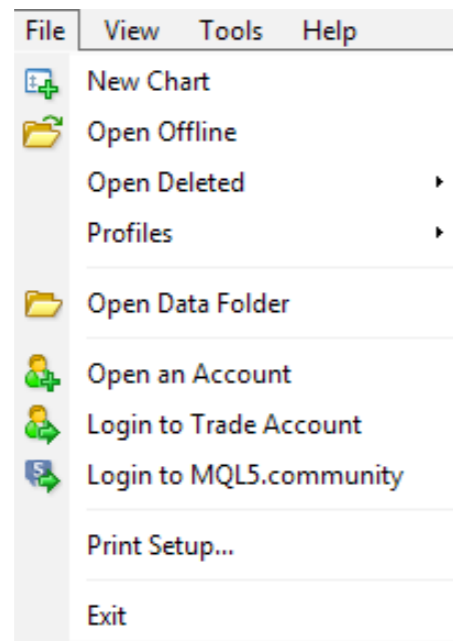 File View Tools Help
New Chart
Open Offline
Open Deleted
Profiles
Open Data Folder
Open an Account
Login to Trade Account
Login to MQL5.community
Print Setup...
Exit